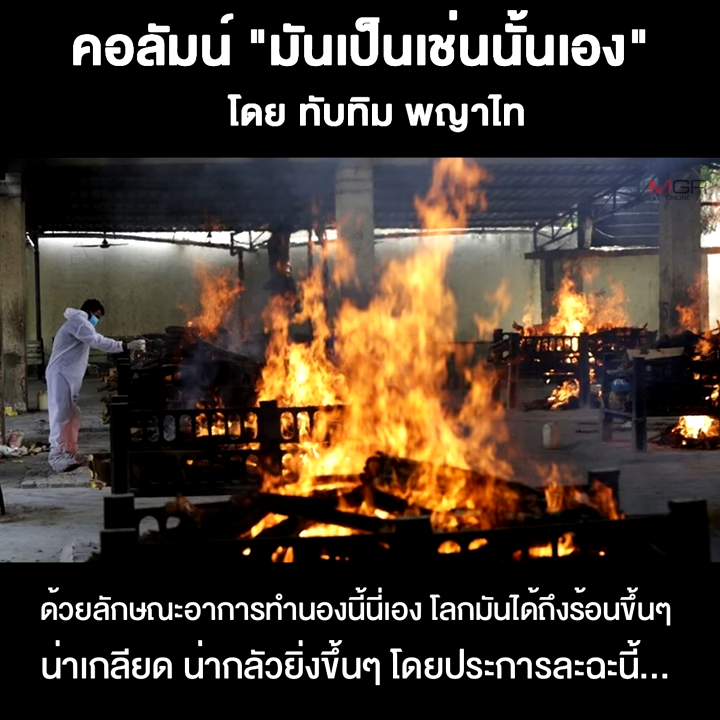 คอลัมน์ "มันเป็นเช่นนั้นเอง"
โดย ทับทิม พญาไท
MGR
ONLINE
ด้วยลักษณะอาการทำนองนี้นี่เอง โลกมันได้ถึงร้อนขึ้นๆ
น่าเกลียด น่ากลัวยิ่งขึ้นๆ โดยประการละฉะนี้...